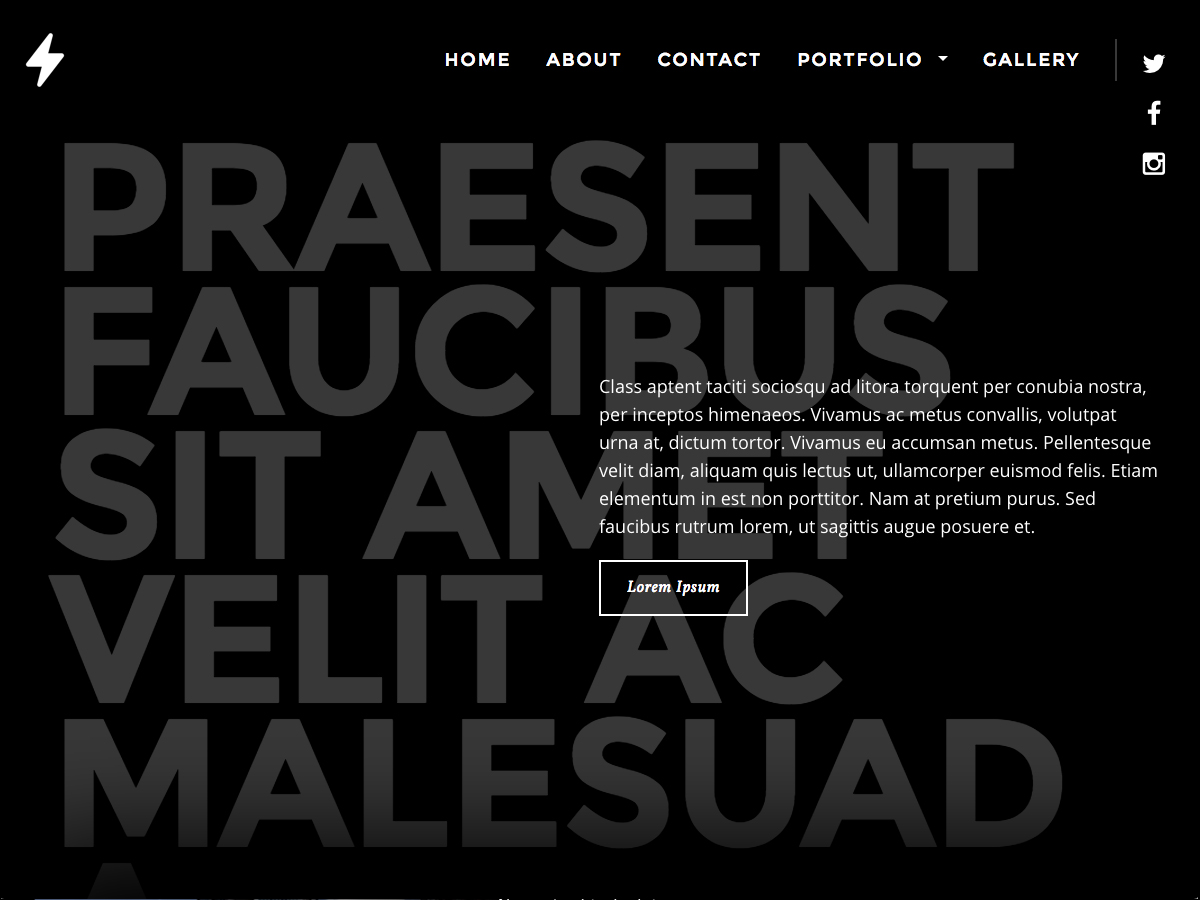 HOME ABOUT CONTACT PORTFOLIO GALLERY
PRAESENT
FAUCIBUS
SIT AMET
VELIT AC
MALESUAD
A
Class aptent taciti sociosqu ad litora torquent per conubia nostra,
per inceptos himenaeos. Vivamus ac metus convallis, volutpat
urna at, dictum tortor. Vivamus eu accumsan metus. Pellentesque
velit diam, aliquam quis lectus ut, ullamcorper euismod felis. Etiam
elementum in est non porttitor. Nam at pretium purus. Sed
faucibus rutrum lorem, ut sagittis augue posuere et.
Lorem Ipsum